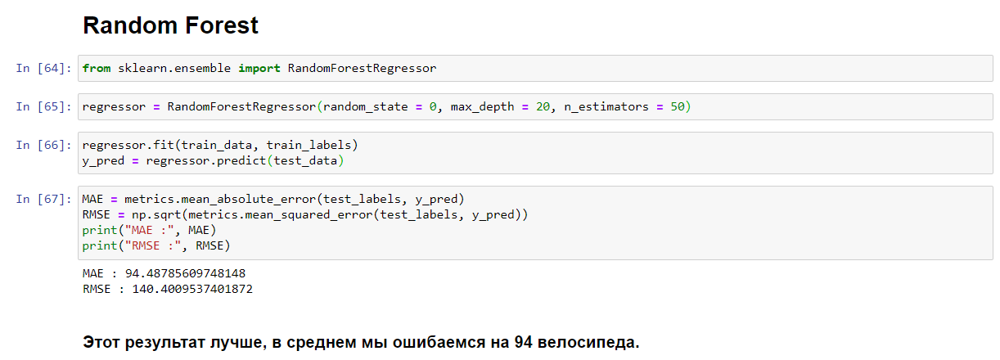 Random Forest
In [64]: from sklearn.ensemble import RandomForestRegressor
In [65]: regressor = RandomForestRegressor(random_state = 0, max_depth = 20, n_estimators = 50)
In [66]: regressor.fit(train_data, train_labels)
y_pred = regressor.predict(test_data)
In [67]: MAE = metrics.mean_absolute_error(test_labels, y_pred)
RMSE = np.sqrt(metrics.mean_squared_error(test_labels, y_pred))
print("MAE :", MAE)
print("RMSE :", RMSE)
MAE : 94.48785609748148
RMSE : 140.4009537401872
Этот результат лучше, в среднем мы ошибаемся на 94 велосипеда.